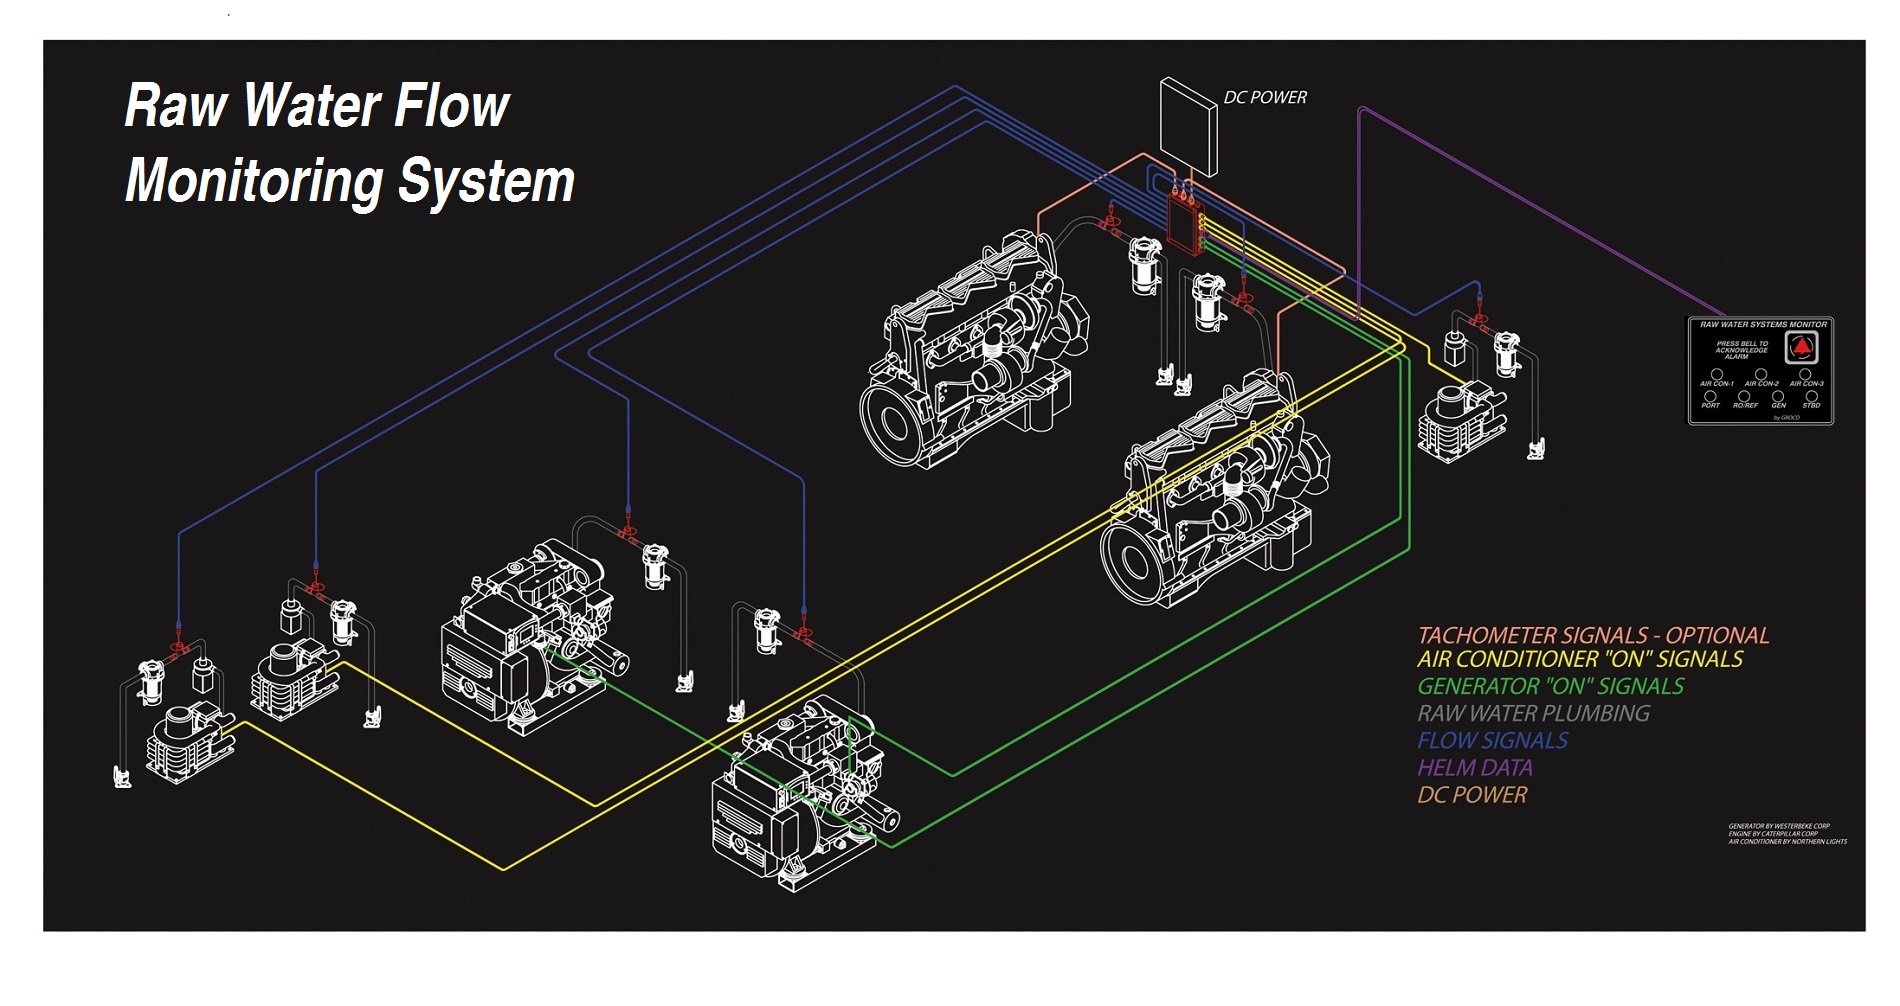 Raw Water Flow
Monitoring System
DC POWER
RAW WATER SYSTEMS MONITOR
PRESS BELL TO
ACKNOWLEDGE
ALARM
AIR CON-1 AIR CON-2 AIR CON-3
PORT RO/REF GEN STBD
by GROCO
TACHOMETER SIGNALS - OPTIONAL
AIR CONDITIONER "ON" SIGNALS
GENERATOR "ON" SIGNALS
RAW WATER PLUMBING
FLOW SIGNALS
HELM DATA
DC POWER
GENERATOR BY WESTERBEKE CORP
ENGINE BY CATERPILLAR CORP
AIR CONDITIONER BY NORTHERN LIGHTS